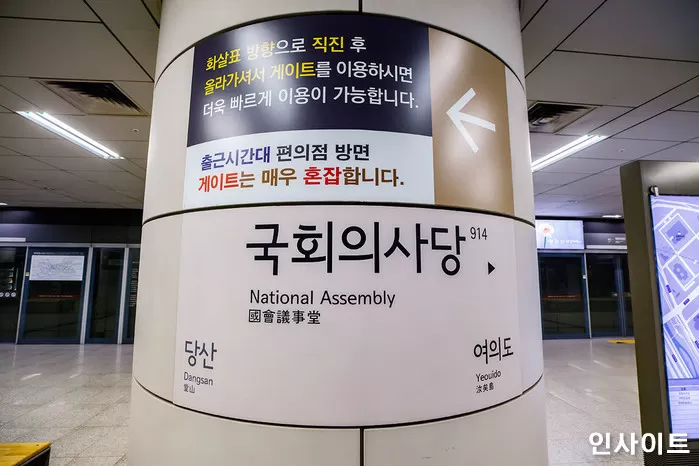 화살표 방향으로 직진 후
올라가셔서 게이트를 이용하시면
더욱 빠르게 이용이 가능합니다.
출근시간대 편의점 방면
게이트는 매우 혼잡합니다.
국회의사당 914
National Assembly
國會議事堂
당산
Dangsan
堂山
여의도
Yeouido
汝矣島
인사이트